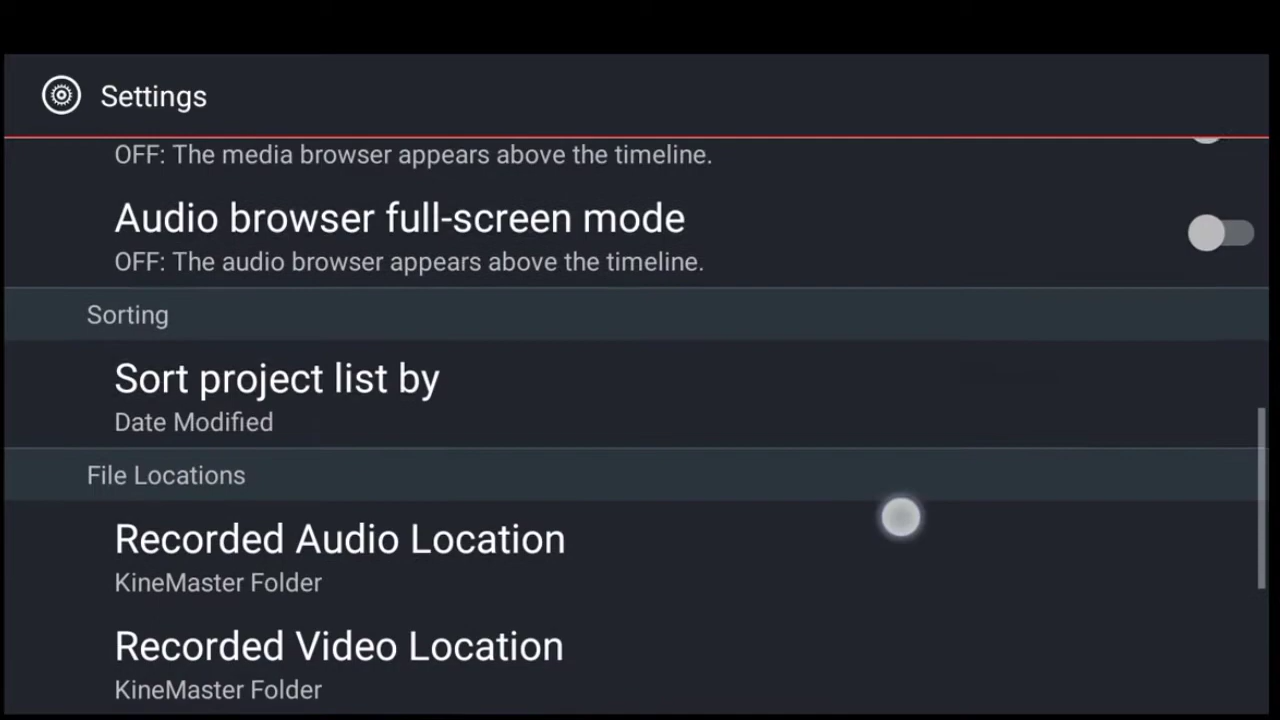 Settings
OFF: The media browser appears above the timeline.
Audio browser full-screen mode
OFF: The audio browser appears above the timeline.
Sorting
Sort project list by
Date Modified
File Locations
Recorded Audio Location
KineMaster Folder
Recorded Video Location
KineMaster Folder